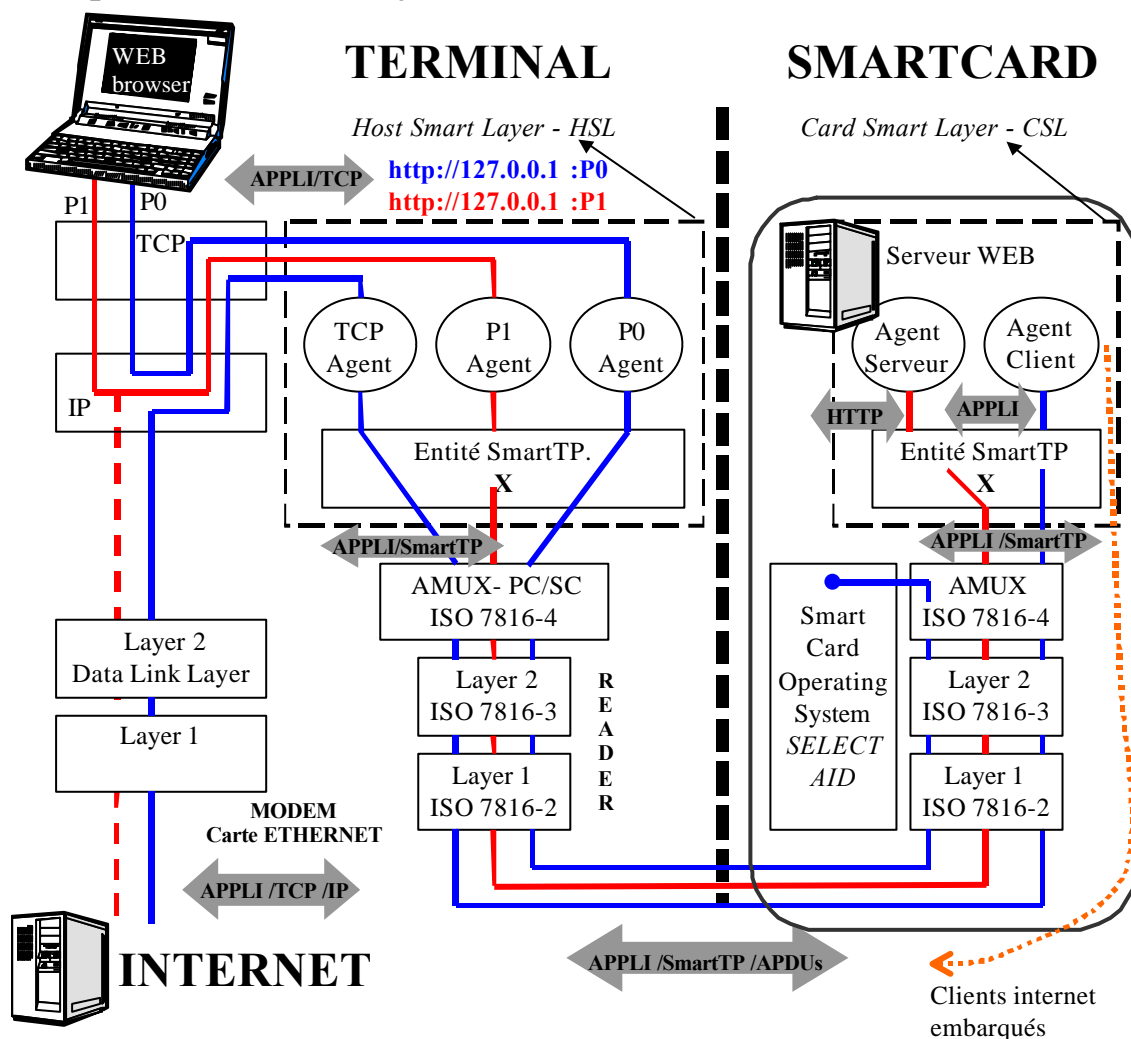 WEB
browser
TERMINAL
SMARTCARD
Host Smart Layer - HSL
Card Smart Layer - CSL
APPLI/TCP
http://127.0.0.1 :P0
http://127.0.0.1 :P1
P1
P0
TCP
IP
TCP
Agent
P1
Agent
P0
Agent
Entité SmartTP.
X
Serveur WEB
Agent
Serveur
Agent
Client
HTTP
APPLI
Entité SmartTP
X
APPLI/SmartTP
APPLI /SmartTP
AMUX- PC/SC
ISO 7816-4
Layer 2
ISO 7816-3
Layer 1
ISO 7816-2
READER
Smart
Card
Operating
System
SELECT
AID
AMUX
ISO 7816-4
Layer 2
ISO 7816-3
Layer 1
ISO 7816-2
Layer 2
Data Link Layer
Layer 1
MODEM
Carte ETHERNET
APPLI /TCP /IP
INTERNET
APPLI /SmartTP /APDUs
Clients internet
embarqués